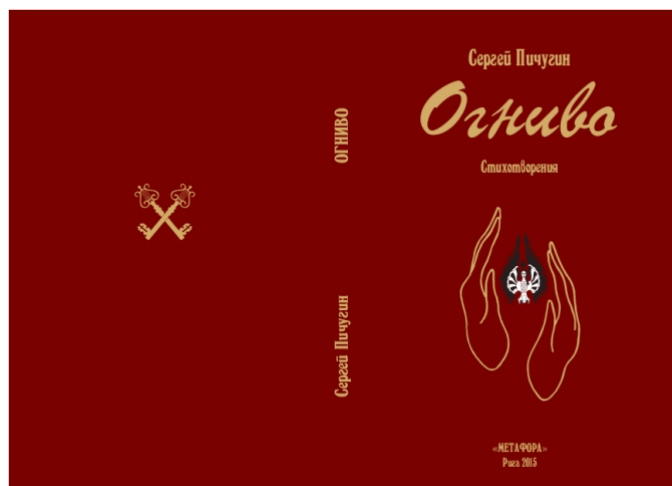 Сергей Пичугин
Огниво
Стихотворения
«МЕТАФОРА»
Рига 2015
ОГНИВО
Сергей Пичугин